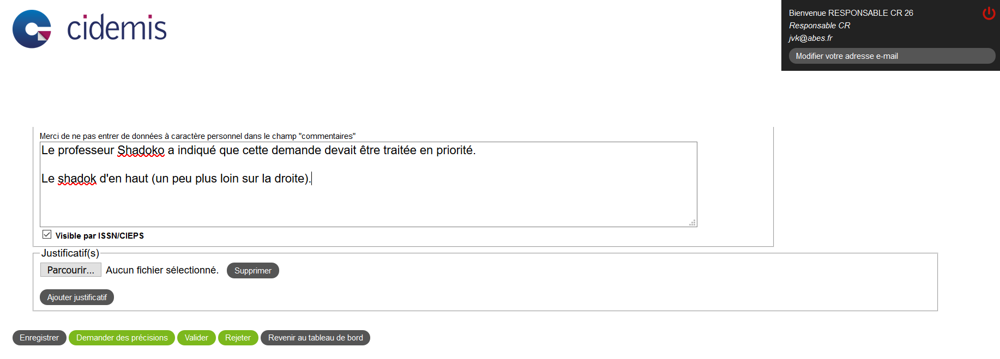 cidemis
Bienvenue RESPONSABLE CR 26
Responsable CR
jvk@abes.fr
Modifier votre adresse e-mail
Merci de ne pas entrer de données à caractère personnel dans le champ "commentaires"
Le professeur Shadoko a indiqué que cette demande devait être traitée en priorité.
Le shadok d'en haut (un peu plus loin sur la droite).
Visible par ISSN/CIEPS
Justificatif(s)
Parcourir... Aucun fichier sélectionné. Supprimer
Ajouter justificatif
Enregistrer Demander des précisions Valider Rejeter Revenir au tableau de bord